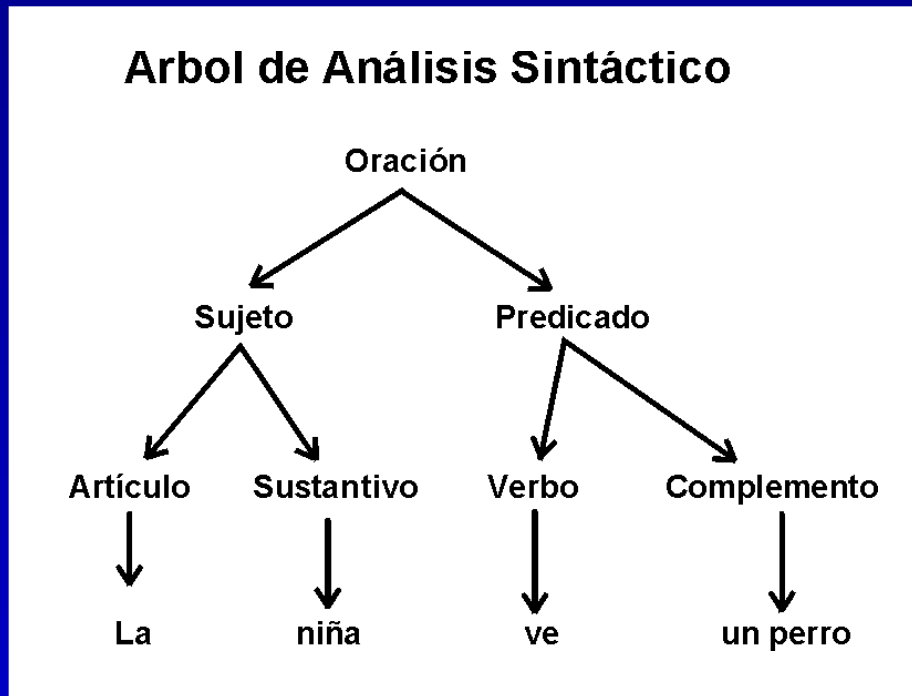 Arbol de Análisis Sintáctico
Oración
Sujeto Predicado
Artículo Sustantivo Verbo Complemento
La niña ve un perro